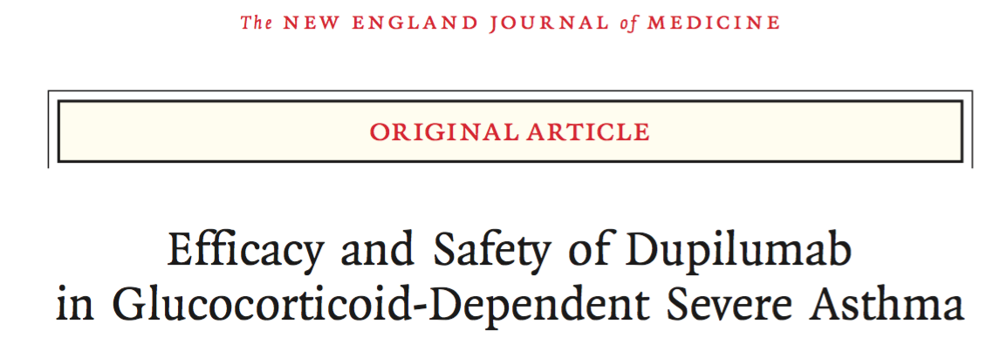 The NEW ENGLAND JOURNAL of MEDICINE
ORIGINAL ARTICLE
Efficacy and Safety of Dupilumab
in Glucocorticoid-Dependent Severe Asthma